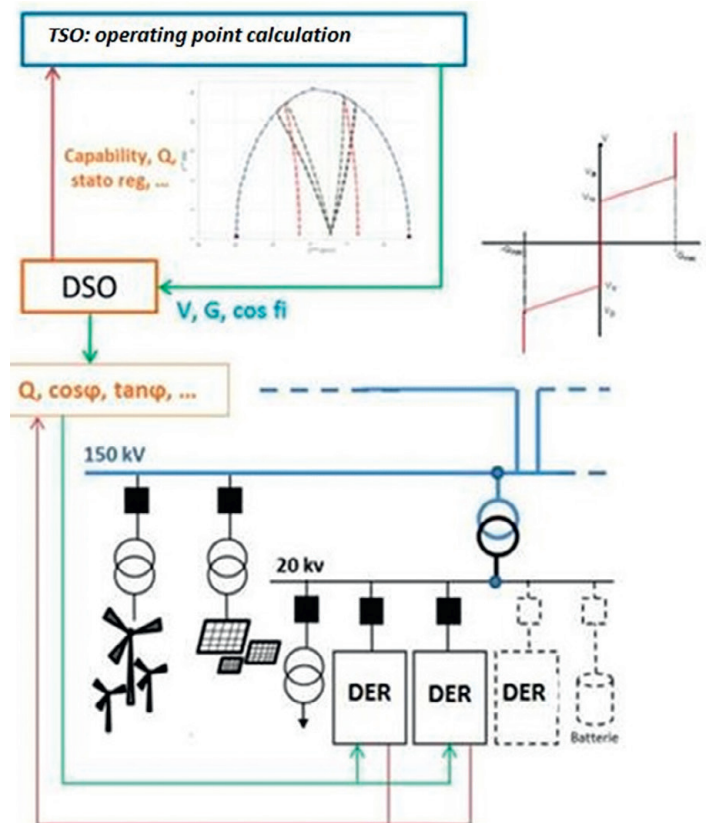 TSO: operating point calculation
Capability, Q,
stato reg, ...
DSO
V, G, cos fi
V
Q, cosφ, tanφ, ...
150 kV
20 kv
DER
DER
DER
Batterie